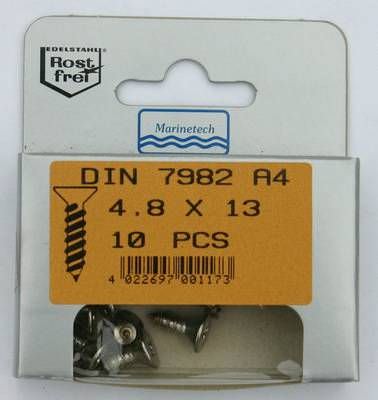 EDELSTAHL
Rost
frei
Marinetech
DIN 7982 A4
4.8 X 13
10 PCS
4 022697 001173